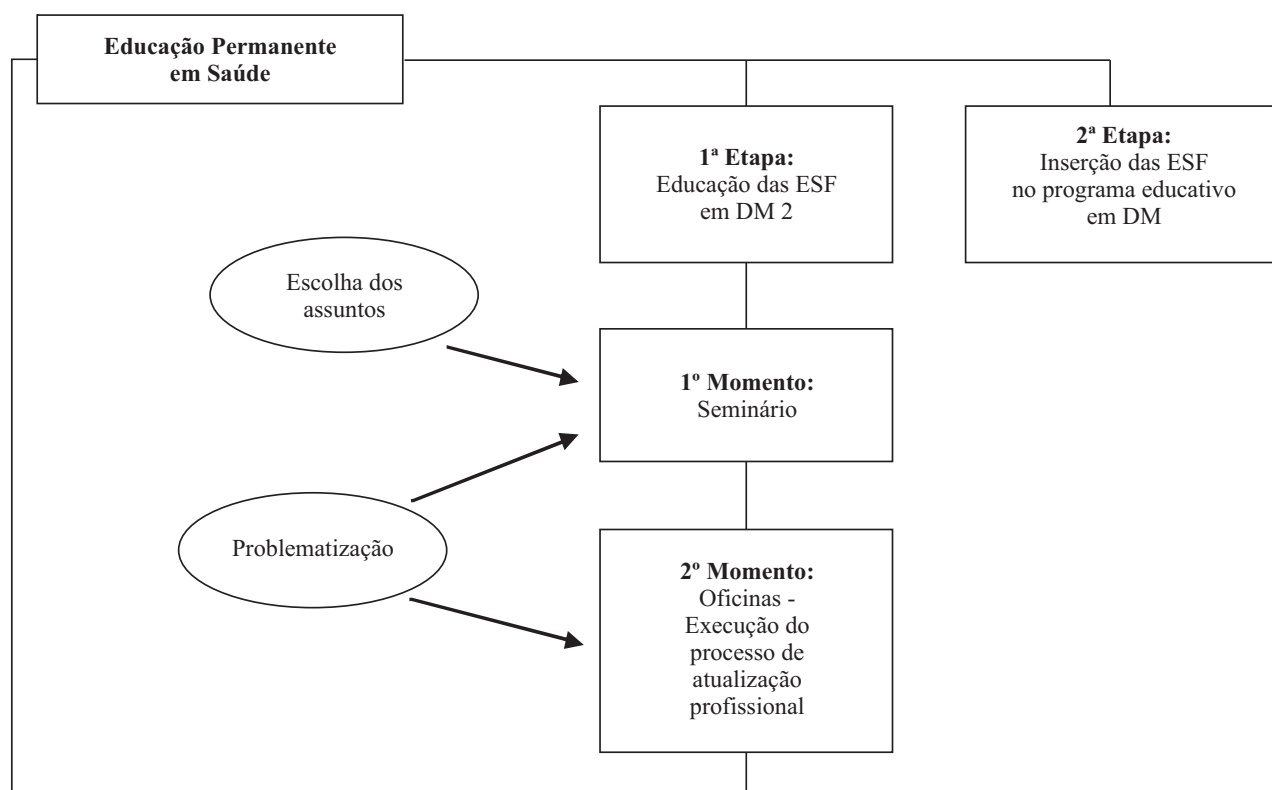 Educação Permanente
em Saúde
1ª Etapa:
Educação das ESF
em DM 2
2ª Etapa:
Inserção das ESF
no programa educativo
em DM
Escolha dos
assuntos
1º Momento:
Seminário
Problematização
2º Momento:
Oficinas -
Execução do
processo de
atualização
profissional